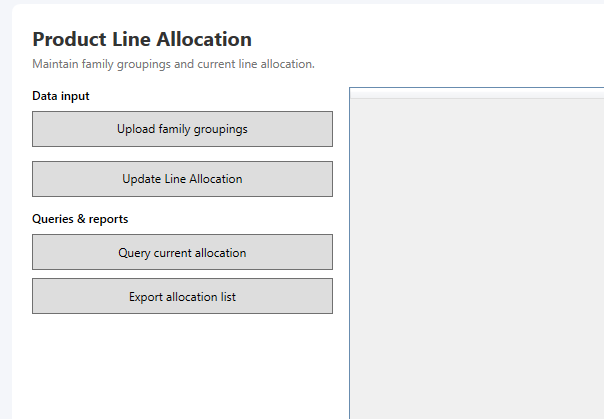 Product Line Allocation
Maintain family groupings and current line allocation.
Data input
Upload family groupings
Update Line Allocation
Queries & reports
Query current allocation
Export allocation list